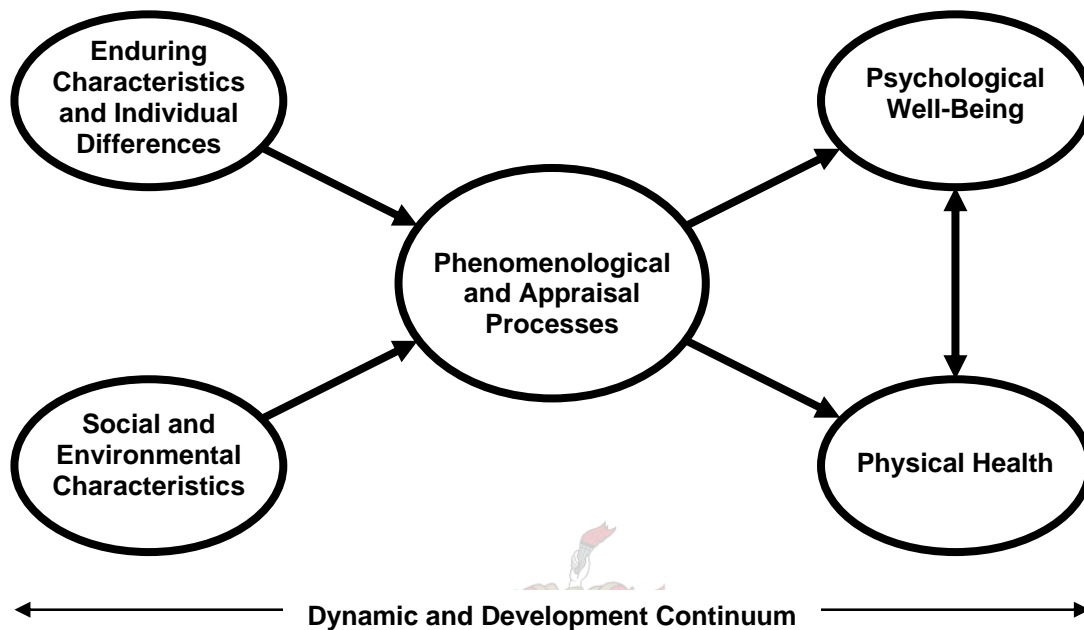 Enduring
Characteristics
and Individual
Differences
Psychological
Well-Being
Phenomenological
and Appraisal
Processes
Social and
Environmental
Characteristics
Physical Health
Dynamic and Development Continuum